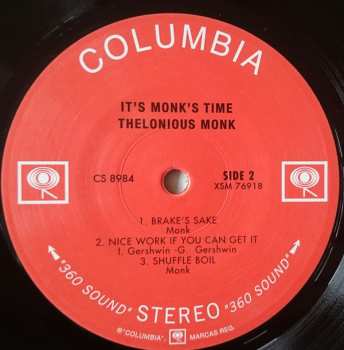 COLUMBIA
IT'S MONK'S TIME
THELONIOUS MONK
CS 8984
SIDE 2
XSM 76918
1. BRAKE'S SAKE
Monk
2. NICE WORK IF YOU CAN GET IT
I. Gershwin -G. Gershwin
3. SHUFFLE BOIL
Monk
"360 SOUND" STEREO "360 SOUND"
® "COLUMBIA", MARCAS REG.